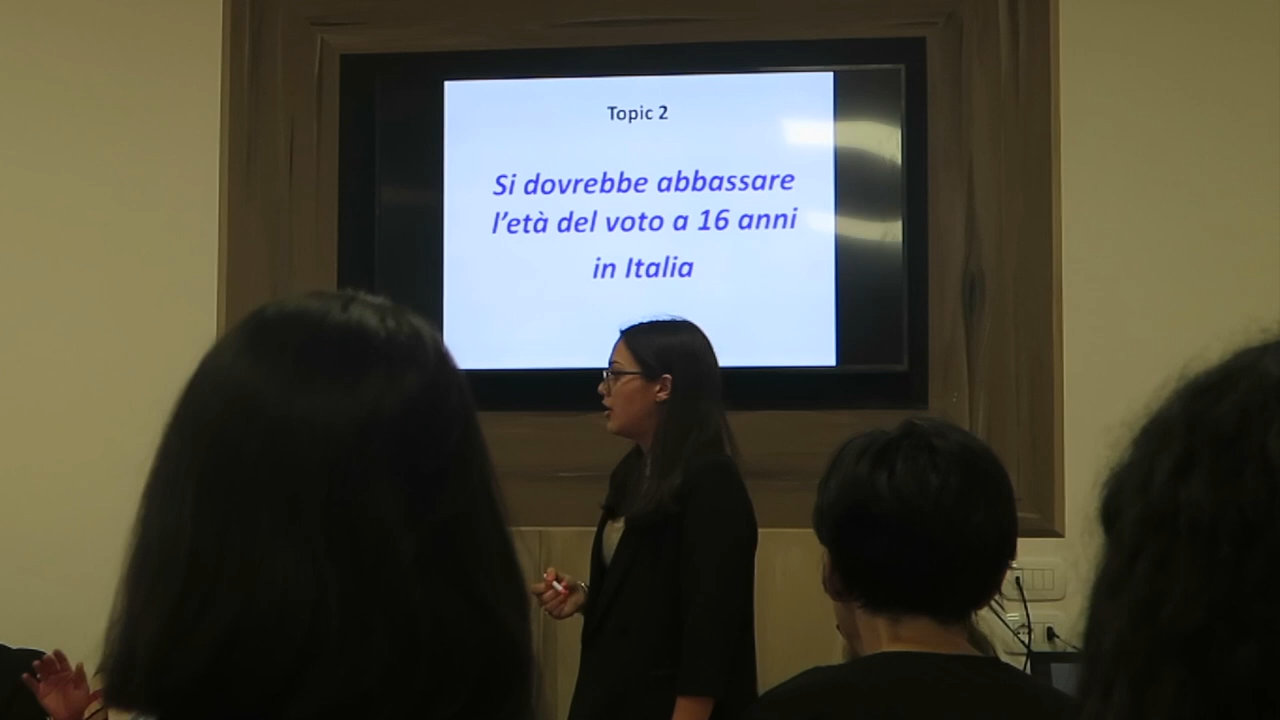 Topic 2
Si dovrebbe abbassare
l'età del voto a 16 anni
in Italia